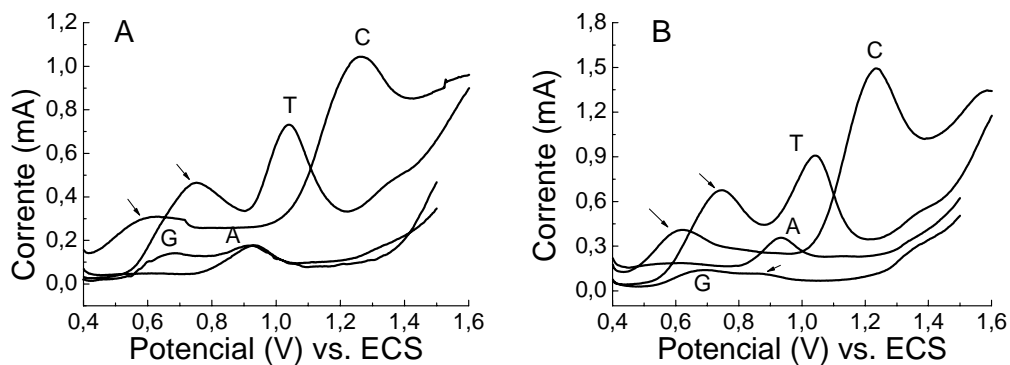 A
C
T
G
A
1,2
1,0
0,8
0,6
0,4
0,2
0,0
0,4 0,6 0,8 1,0 1,2 1,4 1,6
Corrente (mA)
Potencial (V) vs. ECS
B
C
T
A
G
1,8
1,5
1,2
0,9
0,6
0,3
0,0
0,4 0,6 0,8 1,0 1,2 1,4 1,6
Corrente (mA)
Potencial (V) vs. ECS